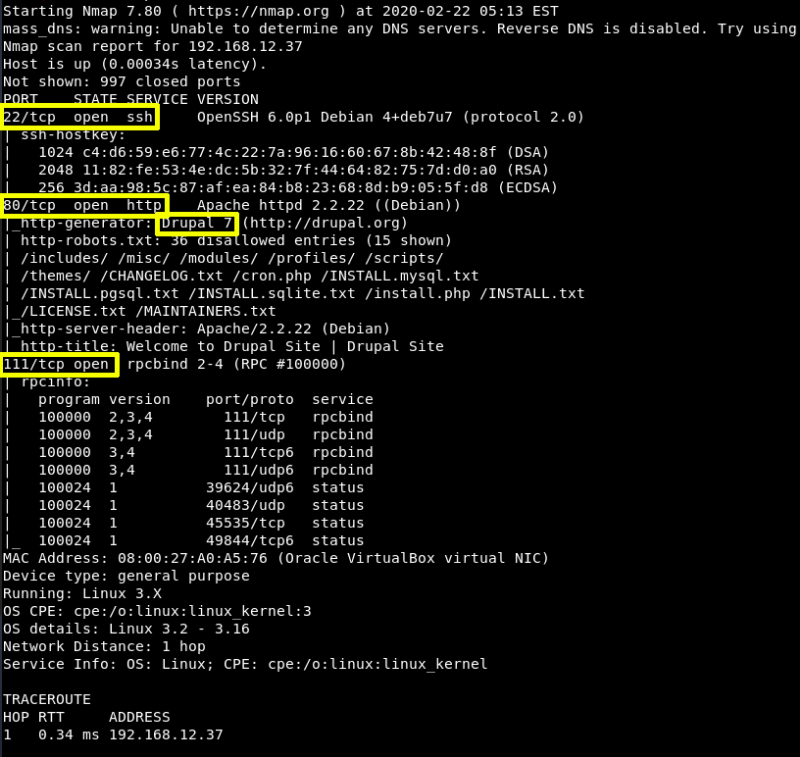 Starting Nmap 7.80 ( https://nmap.org ) at 2020-02-22 05:13 EST
mass_dns: warning: Unable to determine any DNS servers. Reverse DNS is disabled. Try using
Nmap scan report for 192.168.12.37
Host is up (0.00034s latency).
Not shown: 997 closed ports
PORT    STATE SERVICE VERSION
22/tcp  open  ssh     OpenSSH 6.0p1 Debian 4+deb7u7 (protocol 2.0)
| ssh-hostkey:
|   1024 c4:d6:59:e6:77:4c:22:7a:96:16:60:67:8b:42:48:8f (DSA)
|   2048 11:82:fe:53:4e:dc:5b:32:7f:44:64:82:75:7d:d0:a0 (RSA)
|   256 3d:aa:98:5c:87:af:ea:84:b8:23:68:8d:b9:05:5f:d8 (ECDSA)
80/tcp  open  http    Apache httpd 2.2.22 ((Debian))
|_http-generator: Drupal 7 (http://drupal.org)
| http-robots.txt: 36 disallowed entries (15 shown)
| /includes/ /misc/ /modules/ /profiles/ /scripts/
| /themes/ /CHANGELOG.txt /cron.php /INSTALL.mysql.txt
| /INSTALL.pgsql.txt /INSTALL.sqlite.txt /install.php /INSTALL.txt
|_/LICENSE.txt /MAINTAINERS.txt
|_http-server-header: Apache/2.2.22 (Debian)
| http-title: Welcome to Drupal Site | Drupal Site
111/tcp open  rpcbind 2-4 (RPC #100000)
| rpcinfo:
|   program version    port/proto  service
|   100000  2,3,4        111/tcp   rpcbind
|   100000  2,3,4        111/udp   rpcbind
|   100000  3,4          111/tcp6  rpcbind
|   100000  3,4          111/udp6  rpcbind
|   100024  1          39624/udp6  status
|   100024  1          40483/udp   status
|   100024  1          45535/tcp   status
|_  100024  1          49844/tcp6  status
MAC Address: 08:00:27:A0:A5:76 (Oracle VirtualBox virtual NIC)
Device type: general purpose
Running: Linux 3.X
OS CPE: cpe:/o:linux:linux_kernel:3
OS details: Linux 3.2 - 3.16
Network Distance: 1 hop
Service Info: OS: Linux; CPE: cpe:/o:linux:linux_kernel
TRACEROUTE
HOP RTT     ADDRESS
1   0.34 ms 192.168.12.37